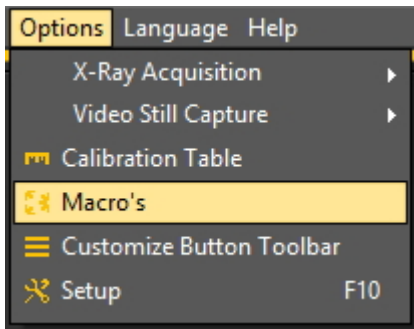 Options Language Help
X-Ray Acquisition
Video Still Capture
Calibration Table
Macro's
Customize Button Toolbar
Setup F10